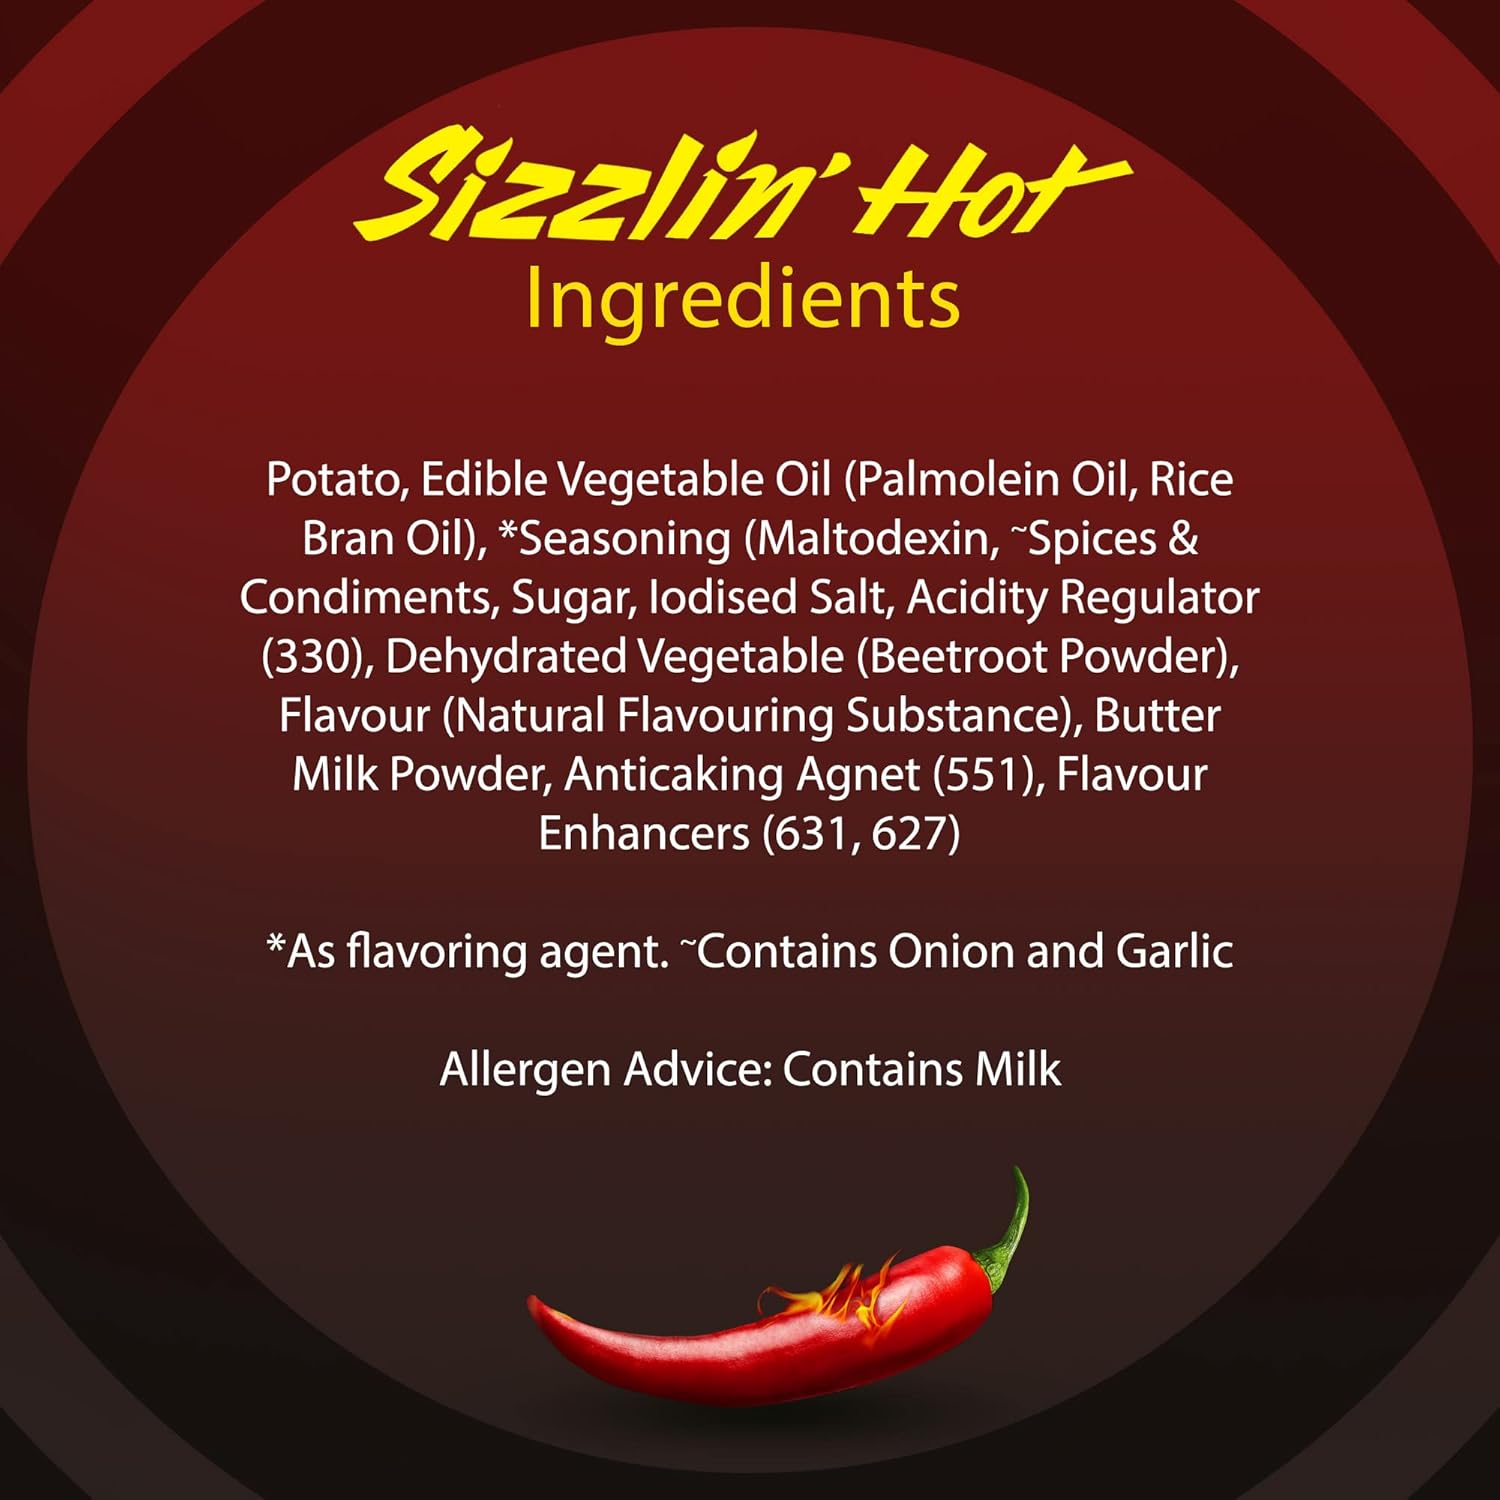 Sizzlin' Hot
Ingredients
Potato, Edible Vegetable Oil (Palmolein Oil, Rice
Bran Oil), *Seasoning (Maltodexin, ~Spices &
Condiments, Sugar, Iodised Salt, Acidity Regulator
(330), Dehydrated Vegetable (Beetroot Powder),
Flavour (Natural Flavouring Substance), Butter
Milk Powder, Anticaking Agnet (551), Flavour
Enhancers (631, 627)
*As flavoring agent. ~Contains Onion and Garlic
Allergen Advice: Contains Milk